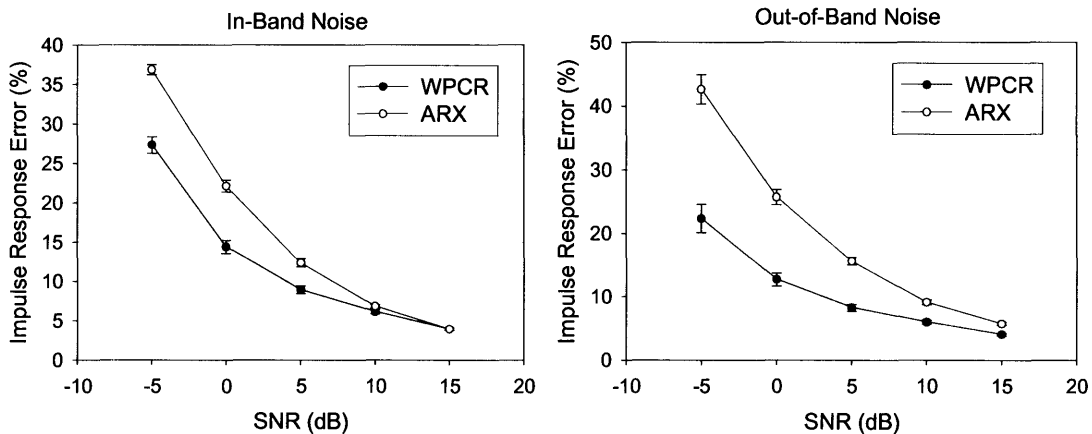 In-Band Noise
Impulse Response Error (%)
40
35
30
25
20
15
10
5
0
WPCR
ARX
-10
-5
0
5
10
15
20
SNR (dB)
Out-of-Band Noise
Impulse Response Error (%)
50
40
30
20
10
0
WPCR
ARX
-10
-5
0
5
10
15
20
SNR (dB)